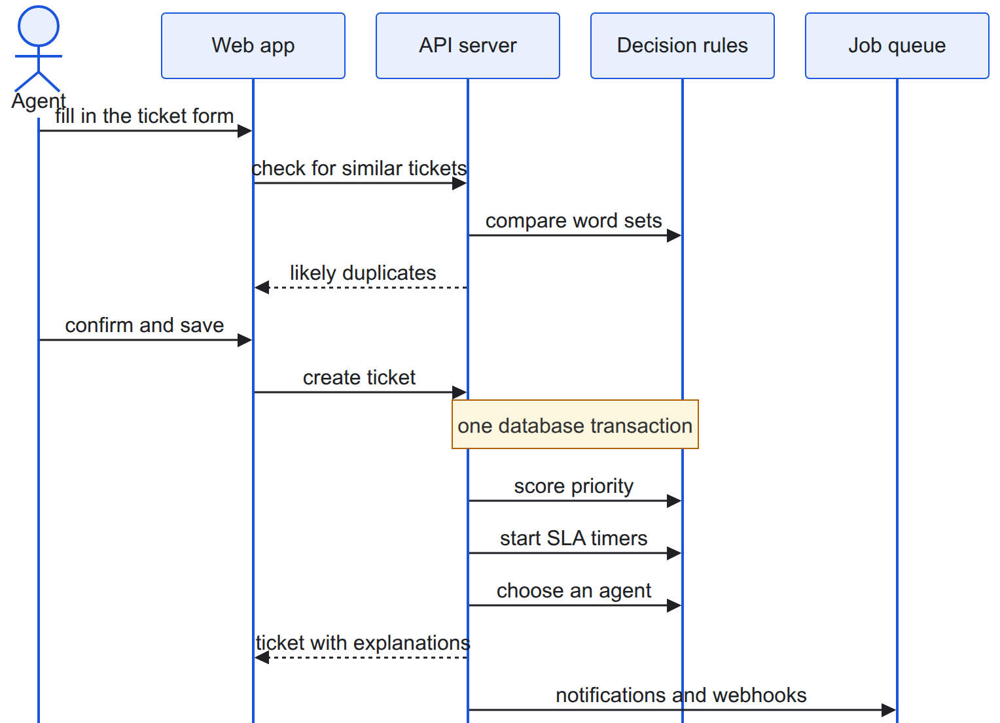 Web app
API server
Decision rules
Job queue
Agent
fill in the ticket form
check for similar tickets
compare word sets
likely duplicates
confirm and save
create ticket
one database transaction
score priority
start SLA timers
choose an agent
ticket with explanations
notifications and webhooks